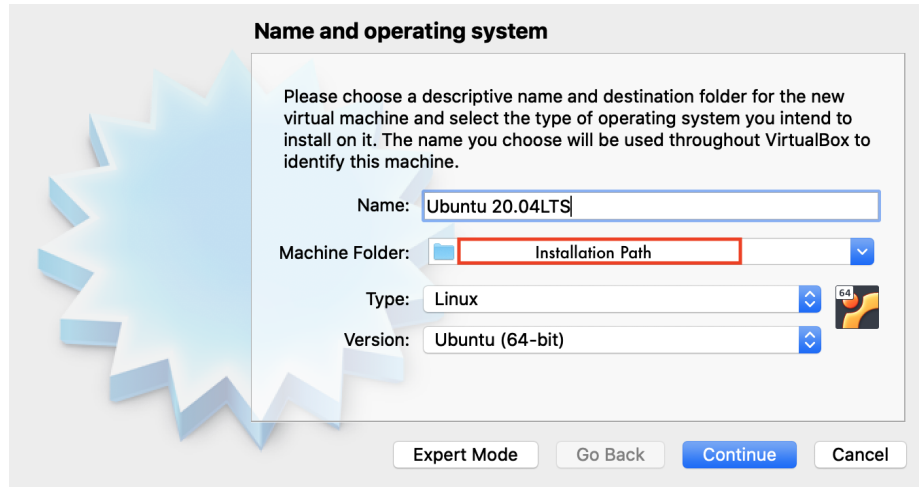 Name and operating system
Please choose a descriptive name and destination folder for the new
virtual machine and select the type of operating system you intend to
install on it. The name you choose will be used throughout VirtualBox to
identify this machine.
Name: Ubuntu 20.04LTS
Machine Folder: Installation Path
Type: Linux 64
Version: Ubuntu (64-bit)
Expert Mode Go Back Continue Cancel